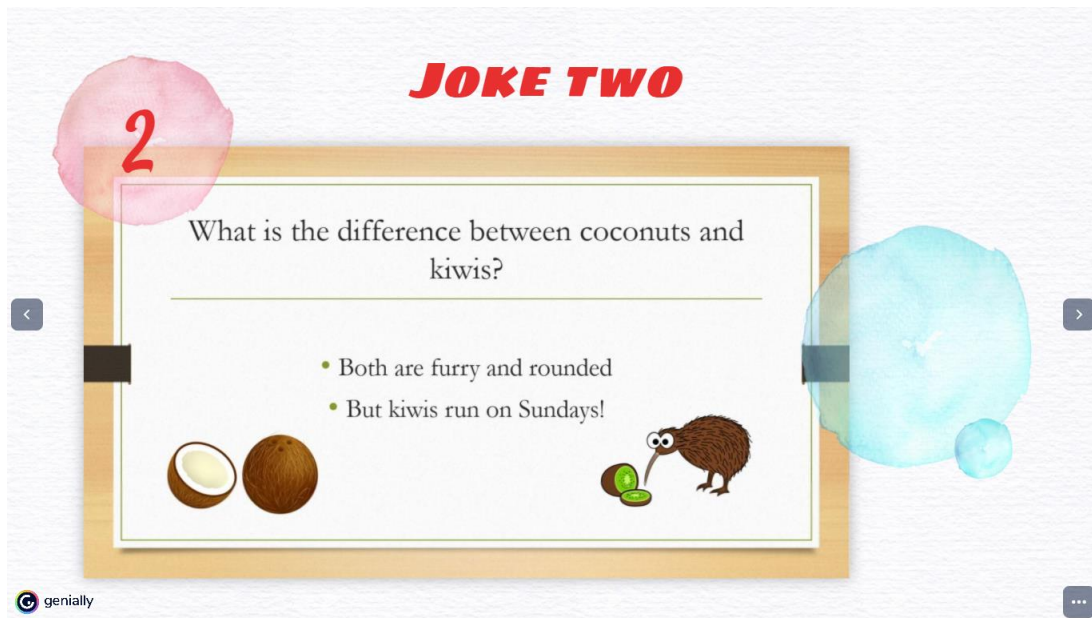 JOKE TWO
2
What is the difference between coconuts and
kiwis?
• Both are furry and rounded
• But kiwis run on Sundays!
genially